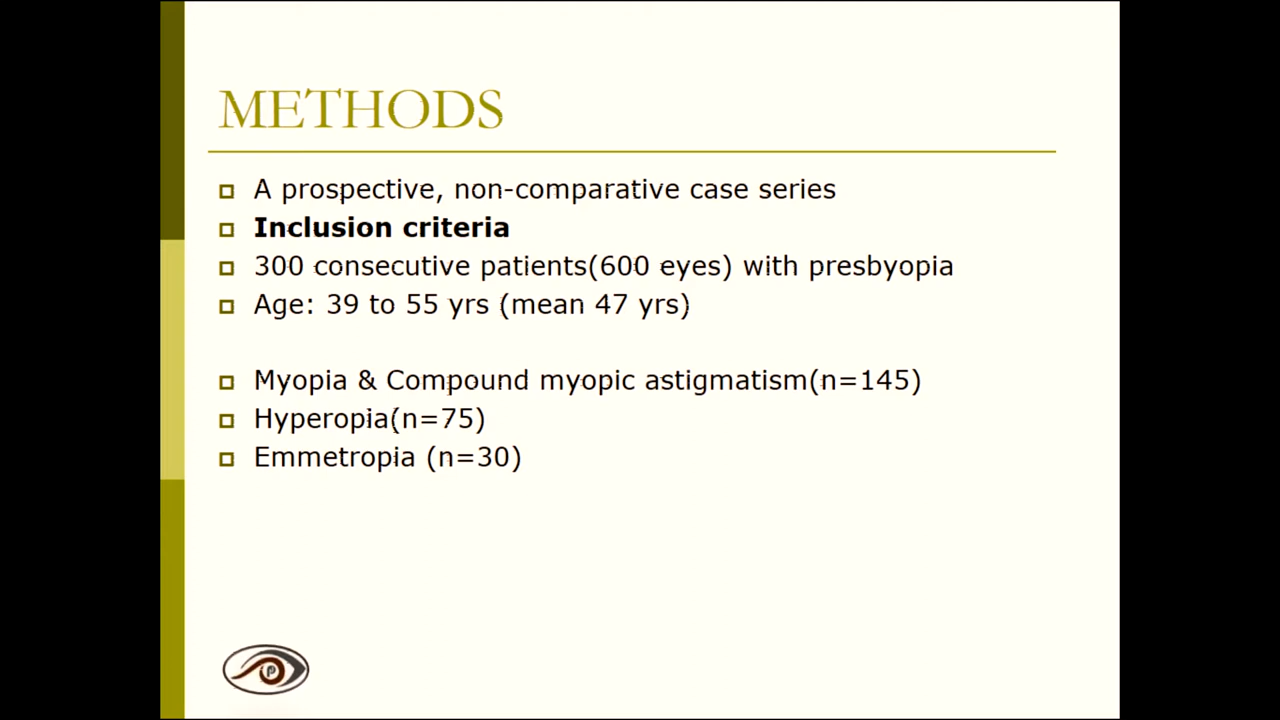 METHODS
A prospective, non-comparative case series
Inclusion criteria
300 consecutive patients(600 eyes) with presbyopia
Age: 39 to 55 yrs (mean 47 yrs)
Myopia & Compound myopic astigmatism(n=145)
Hyperopia(n=75)
Emmetropia (n=30)